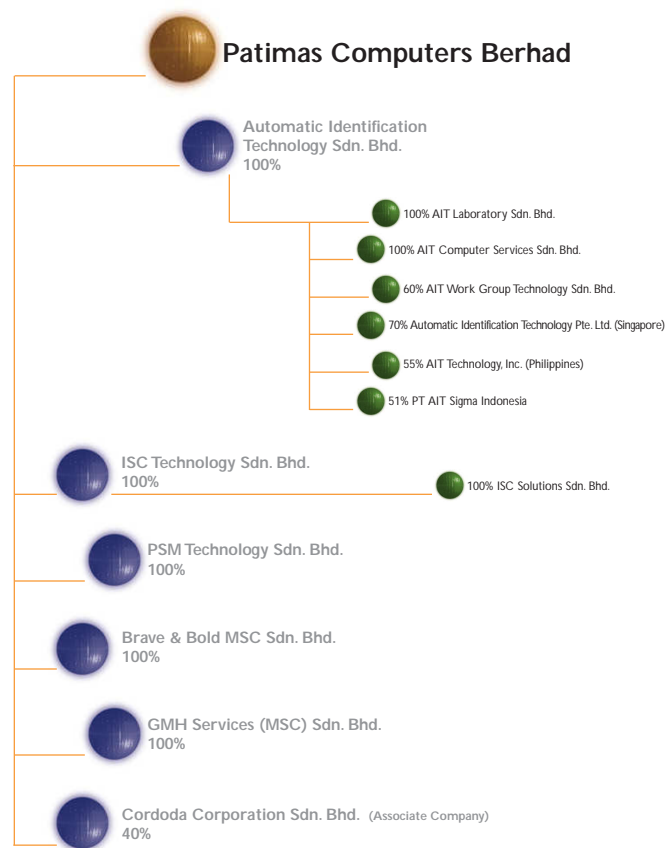 Patimas Computers Berhad
Automatic Identification
Technology Sdn. Bhd.
100%
100% AIT Laboratory Sdn. Bhd.
100% AIT Computer Services Sdn. Bhd.
60% AIT Work Group Technology Sdn. Bhd.
70% Automatic Identification Technology Pte. Ltd. (Singapore)
55% AIT Technology, Inc. (Philippines)
51% PT AIT Sigma Indonesia
ISC Technology Sdn. Bhd.
100%
100% ISC Solutions Sdn. Bhd.
PSM Technology Sdn. Bhd.
100%
Brave & Bold MSC Sdn. Bhd.
100%
GMH Services (MSC) Sdn. Bhd.
100%
Cordoda Corporation Sdn. Bhd. (Associate Company)
40%